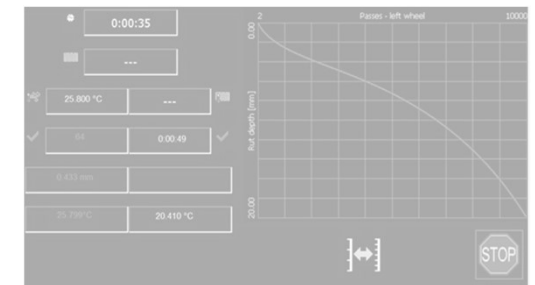 0:00:35
---
25.800 °C ---
64 0:00:49
0.433 mm
25.799°C 20.410 °C
2 Passes - left wheel 10000
0.00
Rut depth [mm]
20.00
STOP